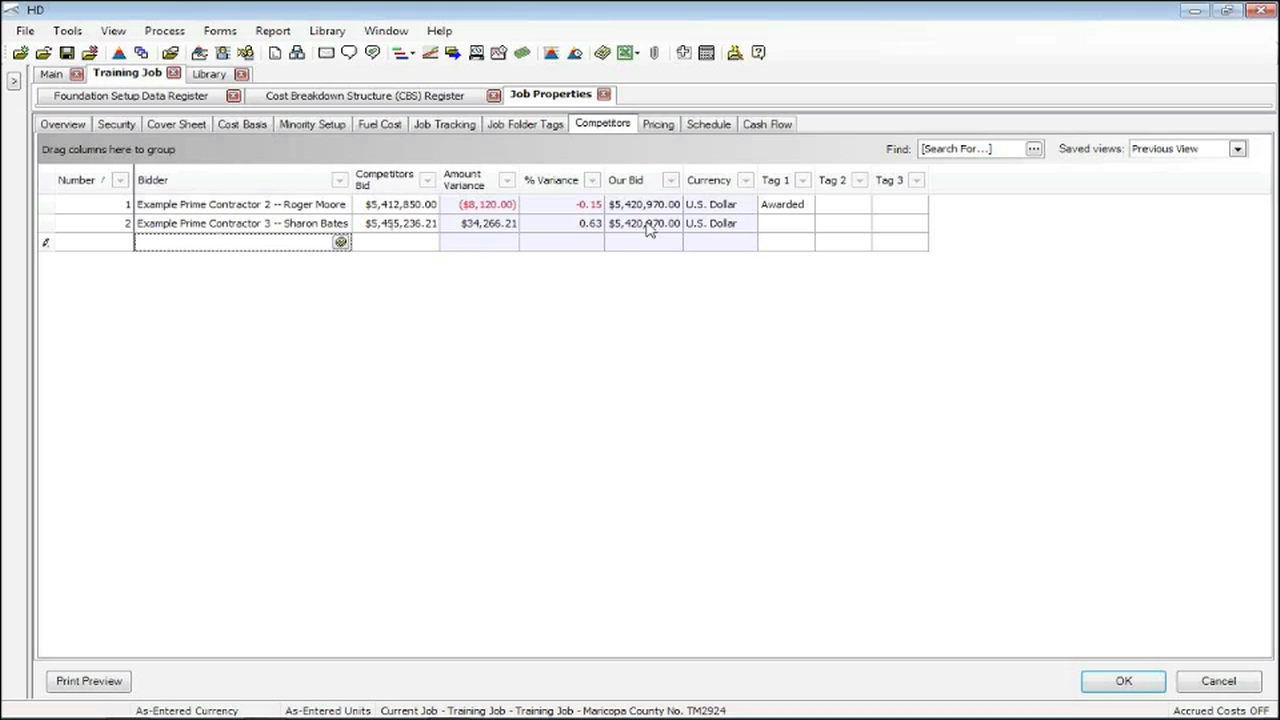 HD
File Tools View Process Forms Report Library Window Help
Main Training Job Library
Foundation Setup Data Register Cost Breakdown Structure (CBS) Register Job Properties
Overview Security Cover Sheet Cost Basis Minority Setup Fuel Cost Job Tracking Job Folder Tags Competitors Pricing Schedule Cash Flow
Drag columns here to group Find: [Search For...] Saved views: Previous View
Number Bidder Competitors Bid Amount Variance % Variance Our Bid Currency Tag 1 Tag 2 Tag 3
1 Example Prime Contractor 2 -- Roger Moore $5,412,850.00 ($8,120.00) -0.15 $5,420,970.00 U.S. Dollar Awarded
2 Example Prime Contractor 3 -- Sharon Bates $5,455,236.21 $34,266.21 0.63 $5,420,970.00 U.S. Dollar
Print Preview OK Cancel
As-Entered Currency As-Entered Units Current Job - Training Job - Training Job - Maricopa County No. TM2924 Accrued Costs OFF